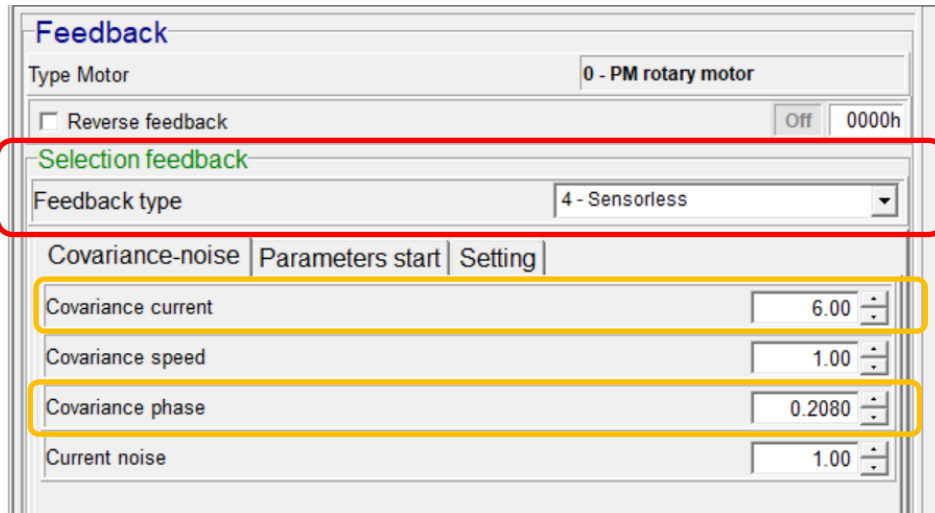 Feedback
Type Motor 0 - PM rotary motor
Reverse feedback Off 0000h
Selection feedback
Feedback type 4 - Sensorless
Covariance-noise Parameters start Setting
Covariance current 6.00
Covariance speed 1.00
Covariance phase 0.2080
Current noise 1.00